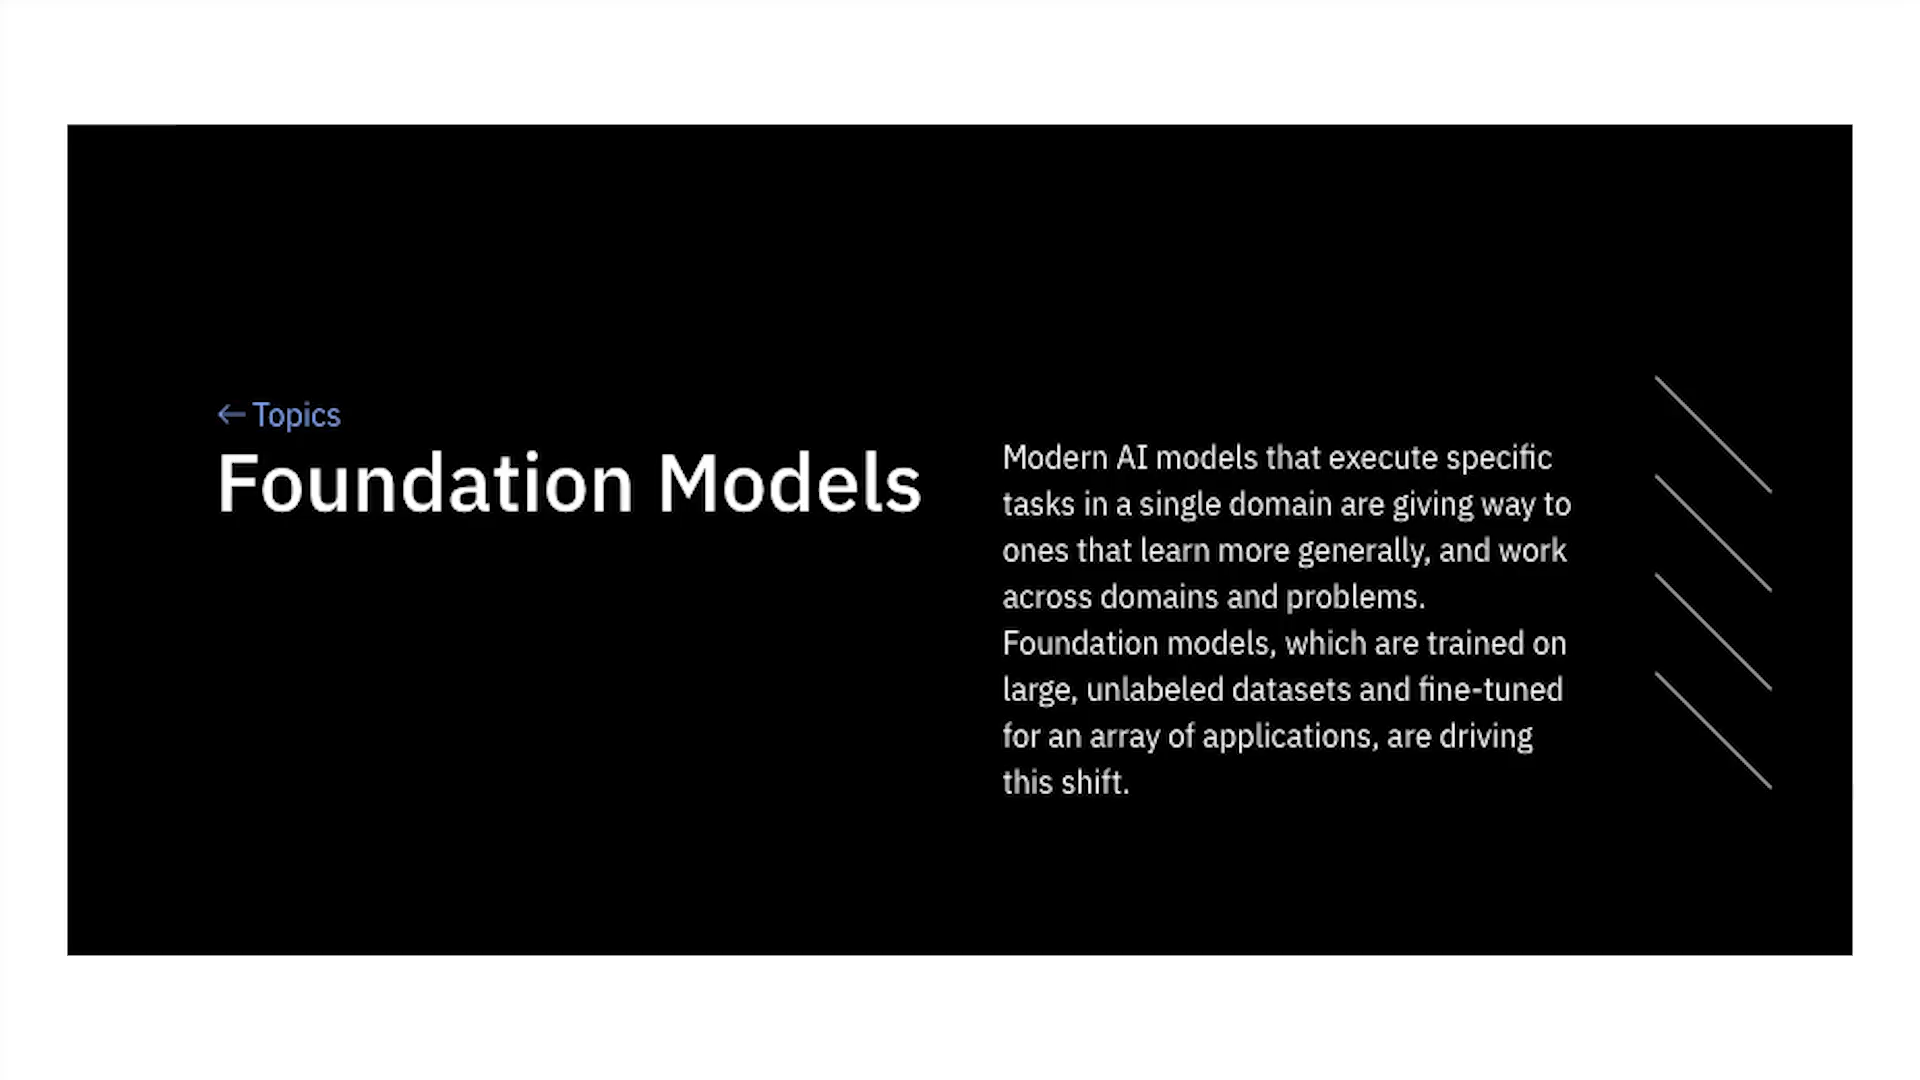 ← Topics
Foundation Models
Modern AI models that execute specific
tasks in a single domain are giving way to
ones that learn more generally, and work
across domains and problems.
Foundation models, which are trained on
large, unlabeled datasets and fine-tuned
for an array of applications, are driving
this shift.